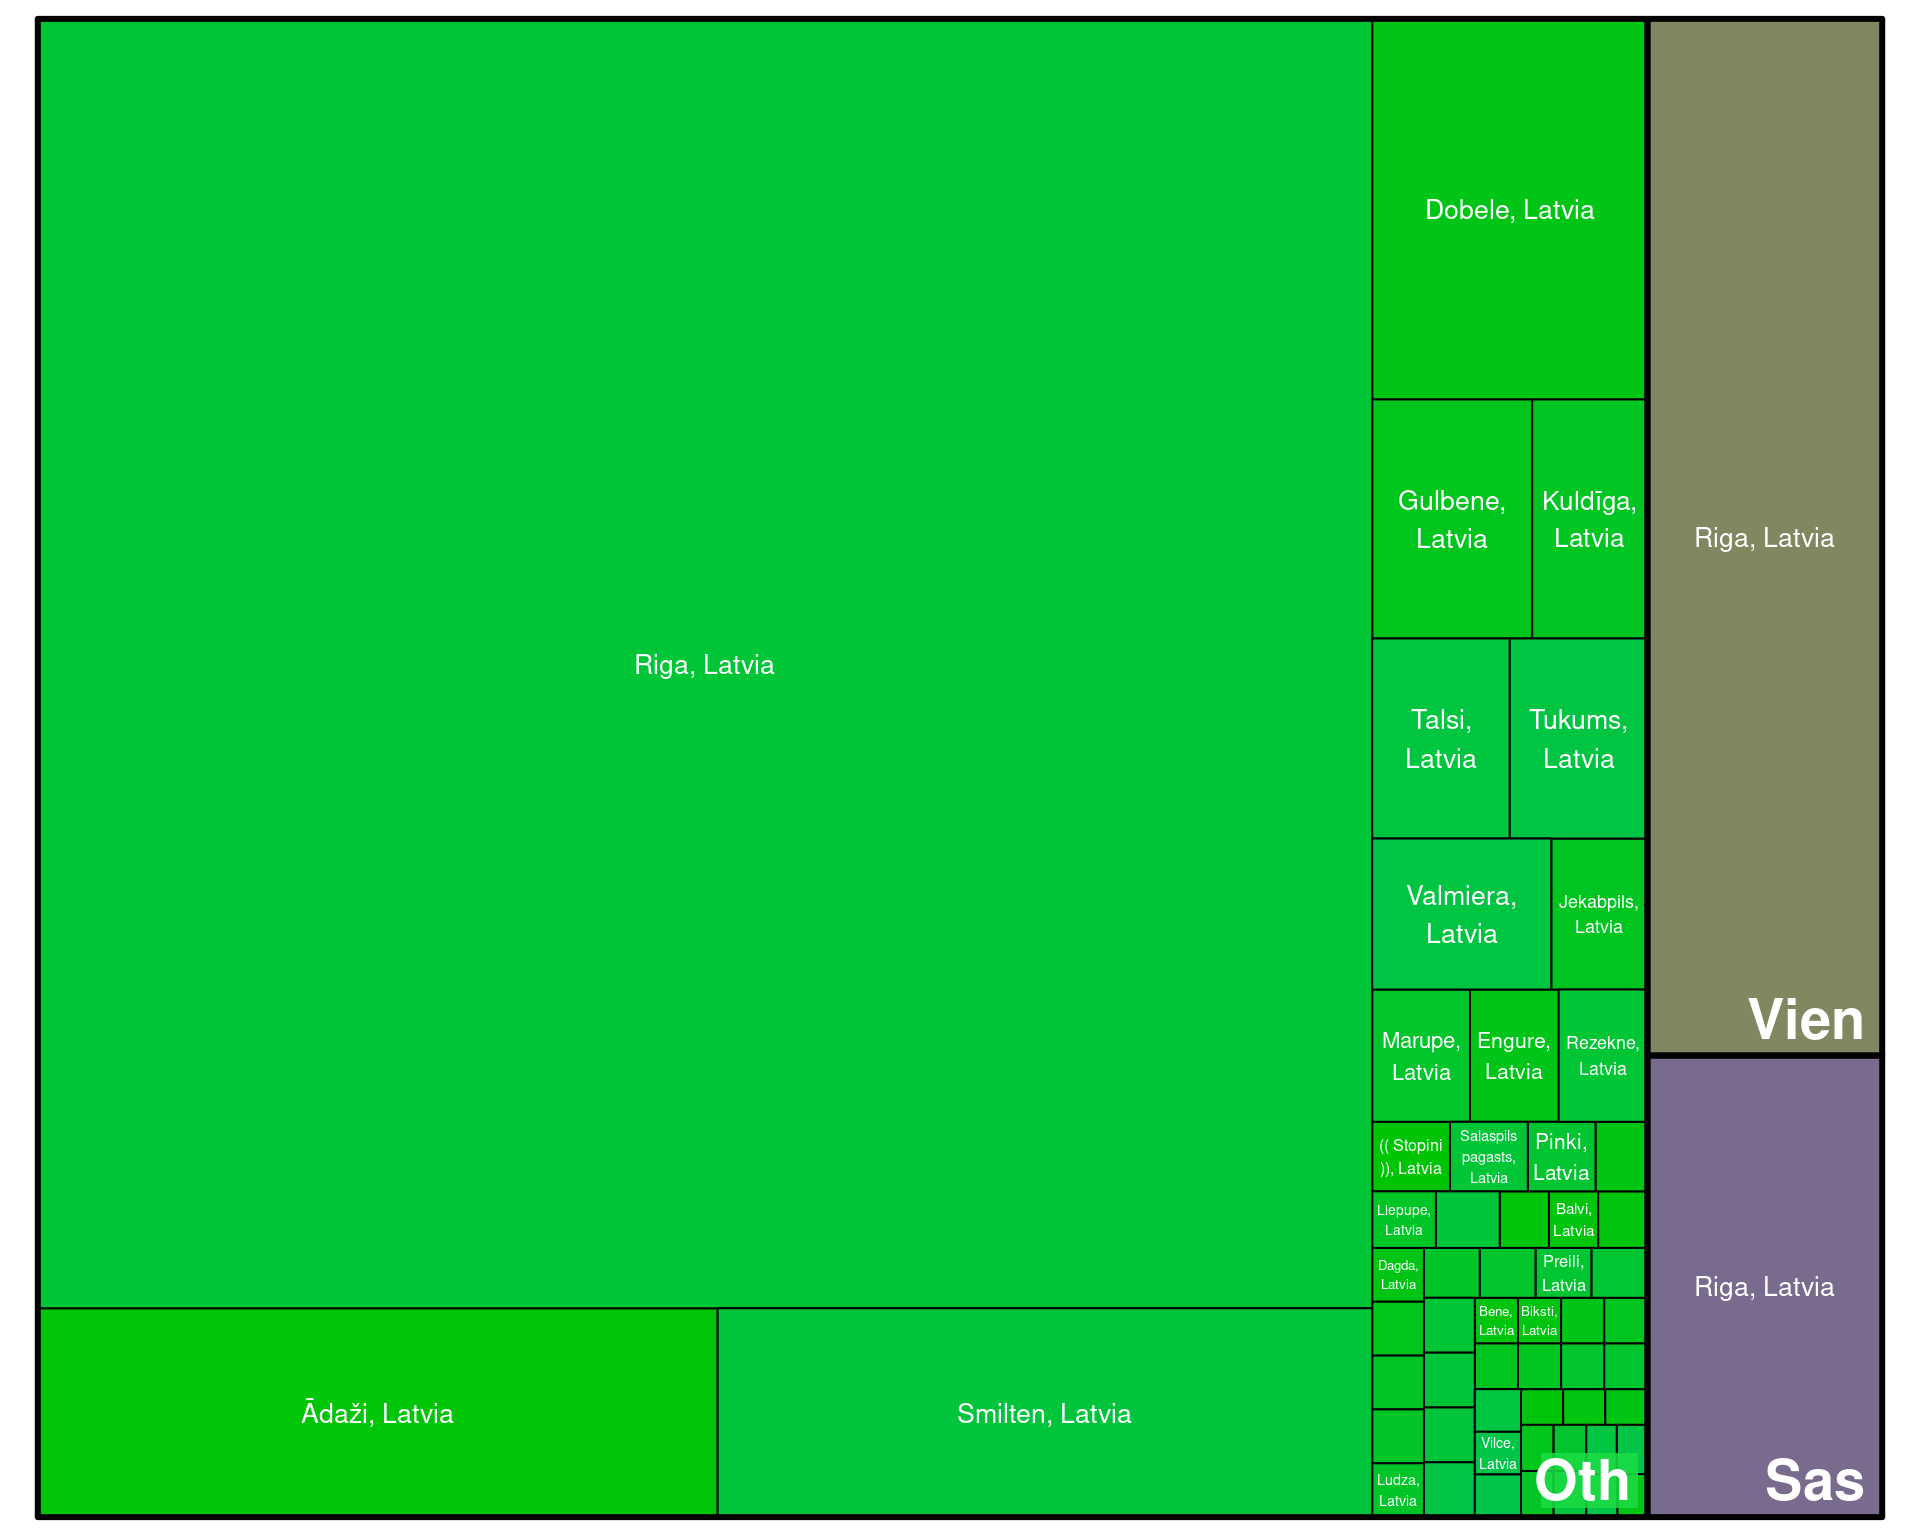 Riga, Latvia
Ādaži, Latvia
Smilten, Latvia
Dobele, Latvia
Gulbene,
Latvia
Kuldīga,
Latvia
Talsi,
Latvia
Tukums,
Latvia
Valmiera,
Latvia
Jekabpils,
Latvia
Marupe,
Latvia
Engure,
Latvia
Rezekne,
Latvia
(( Stopini
)), Latvia
Salaspils
pagasts,
Latvia
Pinki,
Latvia
Liepupe,
Latvia
Balvi,
Latvia
Dagda,
Latvia
Preili,
Latvia
Bene,
Latvia
Biksti,
Latvia
Vilce,
Latvia
Ludza,
Latvia
Oth
Riga, Latvia
Vien
Riga, Latvia
Sas